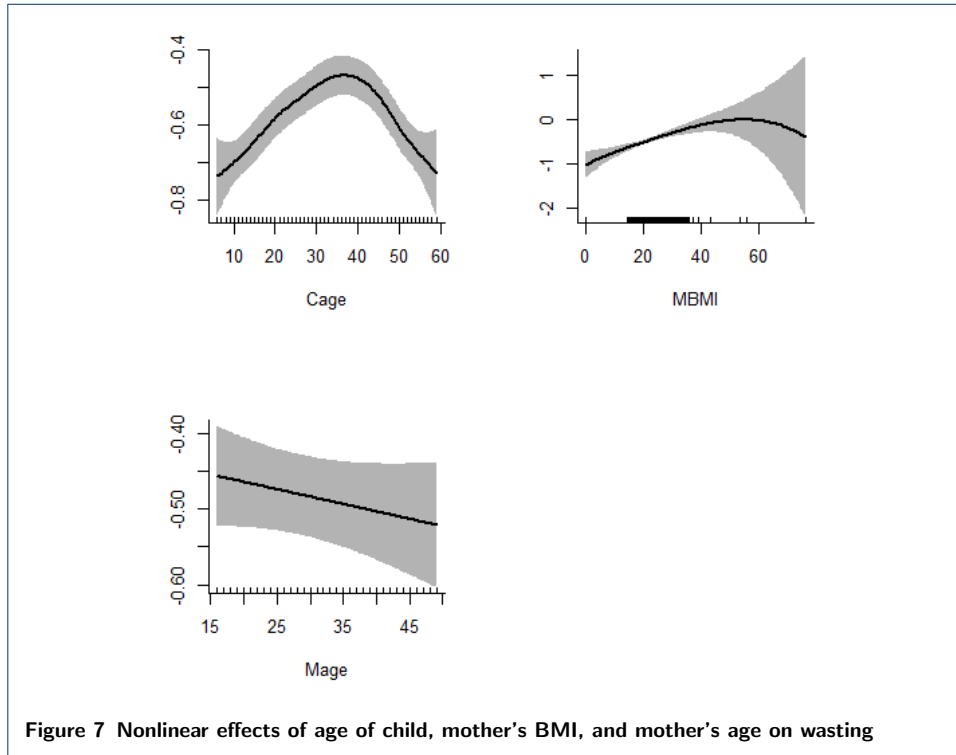 -0.4
-0.6
-0.8
10 20 30 40 50 60
Cage
1
0
-1
-2
0 20 40 60
MBMI
-0.40
-0.50
-0.60
15 25 35 45
Mage
Figure 7 Nonlinear effects of age of child, mother's BMI, and mother's age on wasting